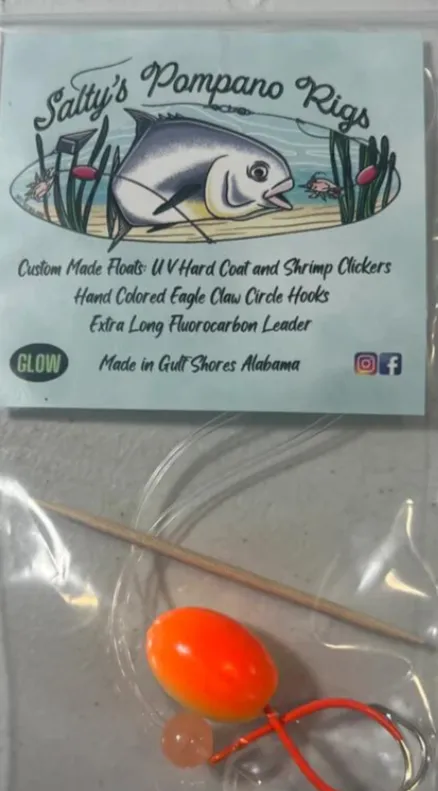 Salty's Pompano Rigs
Custom Made Floats: UV Hard Coat and Shrimp Clickers
Hand Colored Eagle Claw Circle Hooks
Extra Long Fluorocarbon Leader
GLOW
Made in Gulf Shores Alabama